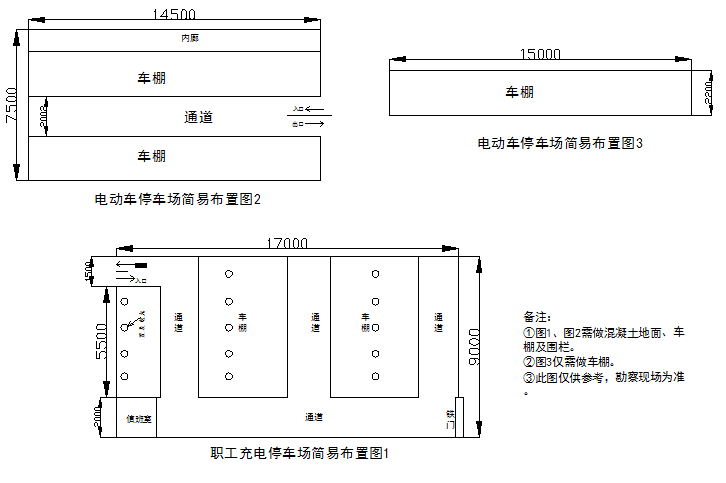 14500
内廊
车棚
7500
2002
通道
入口
出口
车棚
电动车停车场简易布置图2
15000
车棚
2200
电动车停车场简易布置图3
17000
1500
入口
5500
通道
车棚
通道
车棚
通道
9000
2000
值班室
通道
铁门
职工充电停车场简易布置图1
备注：
①图1、图2需做混凝土地面、车
棚及围栏。
②图3仅需做车棚。
③此图仅供参考，勘察现场为准
。